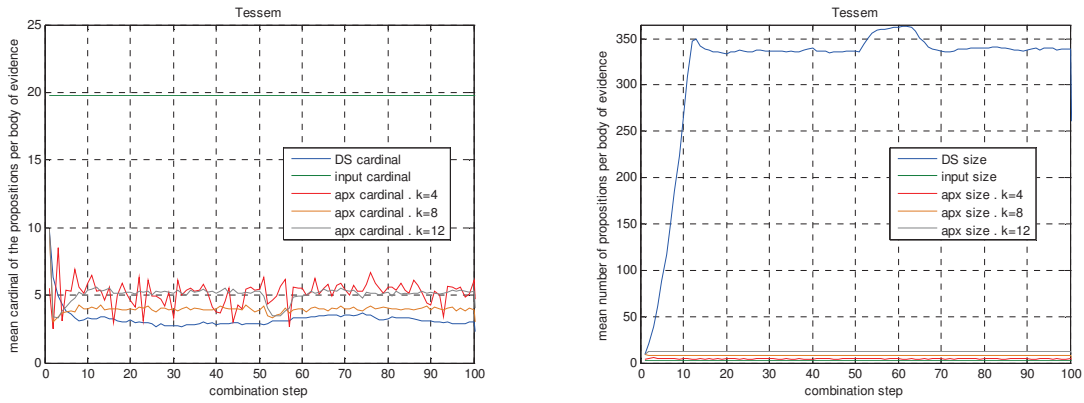 Tessem
mean cardinal of the propositions per body of evidence
25
20
15
10
5
0
DS cardinal
input cardinal
apx cardinal . k=4
apx cardinal . k=8
apx cardinal . k=12
0 10 20 30 40 50 60 70 80 90 100
combination step
Tessem
mean number of propositions per body of evidence
350
300
250
200
150
100
50
0
DS size
input size
apx size . k=4
apx size . k=8
apx size . k=12
0 10 20 30 40 50 60 70 80 90 100
combination step